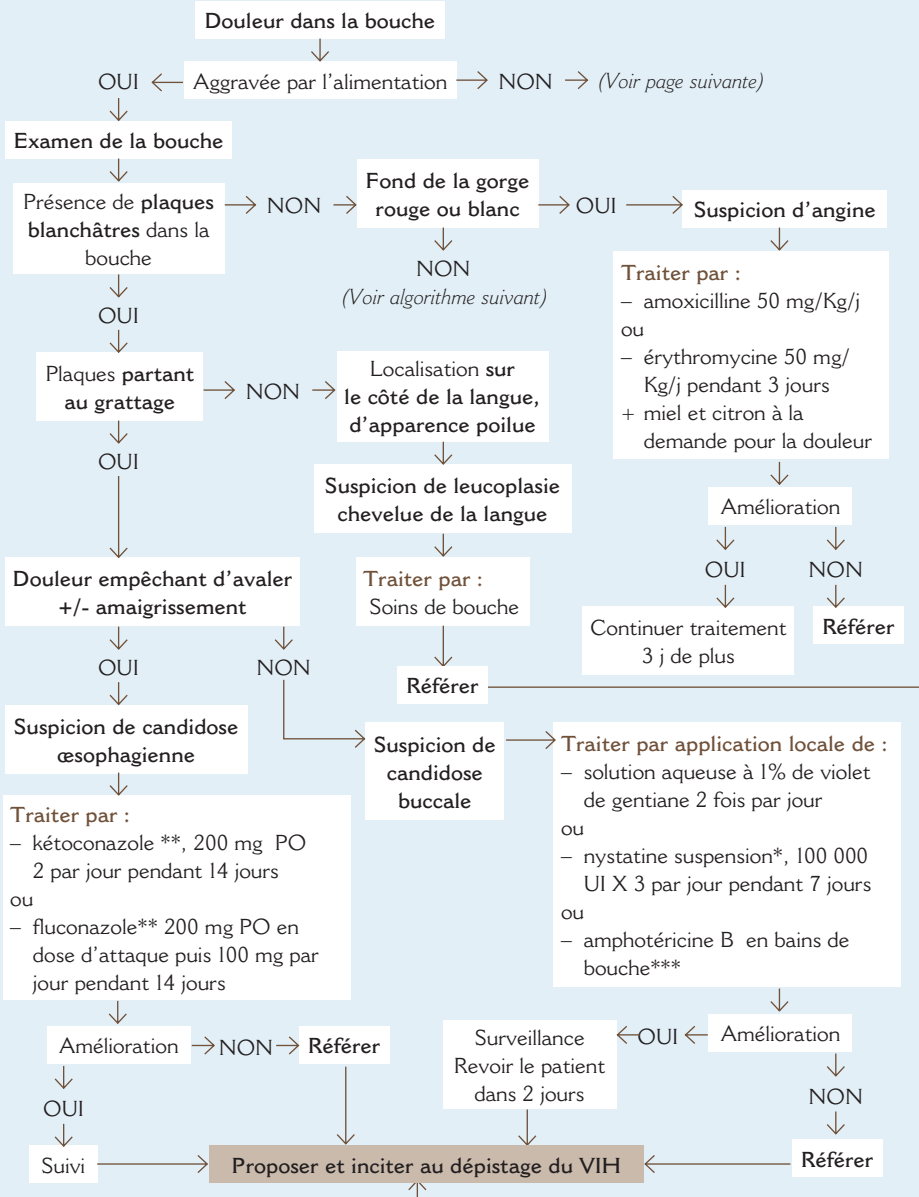 Douleur dans la bouche
OUI
Aggravée par l'alimentation
NON
(Voir page suivante)
Examen de la bouche
Présence de plaques
blanchâtres dans la
bouche
NON
Fond de la gorge
rouge ou blanc
OUI
Suspicion d'angine
NON
(Voir algorithme suivant)
Traiter par :
– amoxicilline 50 mg/Kg/j
ou
– érythromycine 50 mg/
Kg/j pendant 3 jours
+ miel et citron à la
demande pour la douleur
Amélioration
OUI
NON
Continuer traitement
3 j de plus
Référer
OUI
Plaques partant
au grattage
NON
Localisation sur
le côté de la langue,
d'apparence poilue
Suspicion de leucoplasie
chevelue de la langue
Traiter par :
Soins de bouche
Référer
OUI
Douleur empêchant d'avaler
+/- amaigrissement
OUI
NON
Suspicion de candidose
œsophagienne
Traiter par :
– kétoconazole **, 200 mg PO
2 par jour pendant 14 jours
ou
– fluconazole** 200 mg PO en
dose d'attaque puis 100 mg par
jour pendant 14 jours
Amélioration
NON
Référer
OUI
Suivi
Suspicion de
candidose
buccale
Traiter par application locale de :
– solution aqueuse à 1% de violet
de gentiane 2 fois par jour
ou
– nystatine suspension*, 100 000
UI X 3 par jour pendant 7 jours
ou
– amphotéricine B en bains de
bouche***
Amélioration
OUI
Surveillance
Revoir le patient
dans 2 jours
NON
Référer
Proposer et inciter au dépistage du VIH